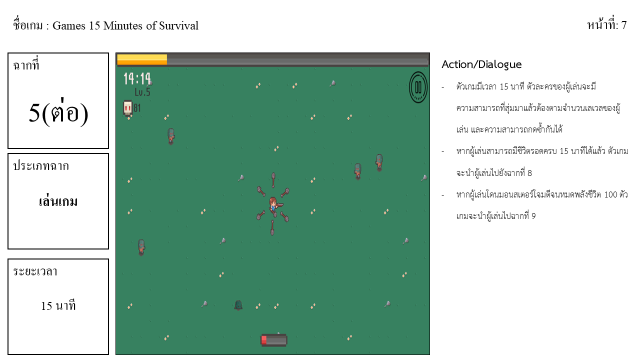 ชื่อเกม : Games 15 Minutes of Survival
หน้าที่: 7
ฉากที่
5(ต่อ)
ประเภทฉาก
เล่นเกม
ระยะเวลา
15 นาที
14:14
Lv.5
01
Action/Dialogue
- ตัวเกมมีเวลา 15 นาที ตัวละครของผู้เล่นจะมี
ความสามารถที่สุ่มมาแล้วต้องตามจำนวนเลเวลของผู้
เล่น และความสามารถกดซ้ำกันได้
- หากผู้เล่นสามารถมีชีวิตรอดครบ 15 นาทีได้แล้ว ตัวเกม
จะนำผู้เล่นไปยังฉากที่ 8
- หากผู้เล่นโดนมอนสเตอร์โจมตีจนหมดพลังชีวิต 100 ตัว
เกมจะนำผู้เล่นไปฉากที่ 9